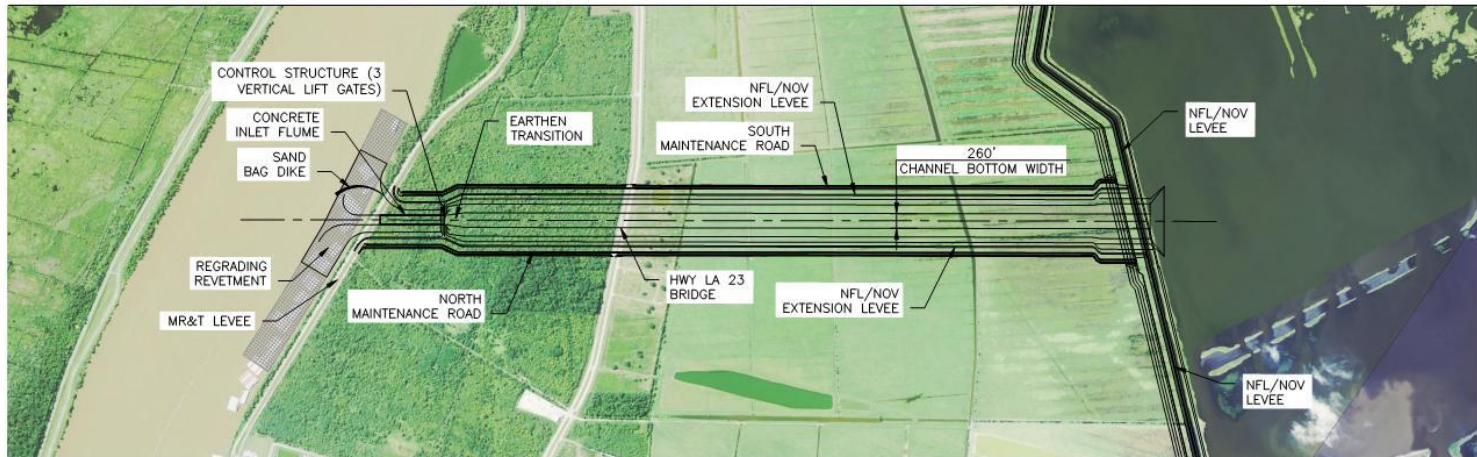 CONTROL STRUCTURE (3
VERTICAL LIFT GATES)
CONCRETE
INLET FLUME
SAND
BAG DIKE
EARTHEN
TRANSITION
NFL/NOV
EXTENSION LEVEE
SOUTH
MAINTENANCE ROAD
260'
CHANNEL BOTTOM WIDTH
NFL/NOV
LEVEE
REGRADING
REVETMENT
MR&T LEVEE
NORTH
MAINTENANCE ROAD
HWY LA 23
BRIDGE
NFL/NOV
EXTENSION LEVEE
NFL/NOV
LEVEE